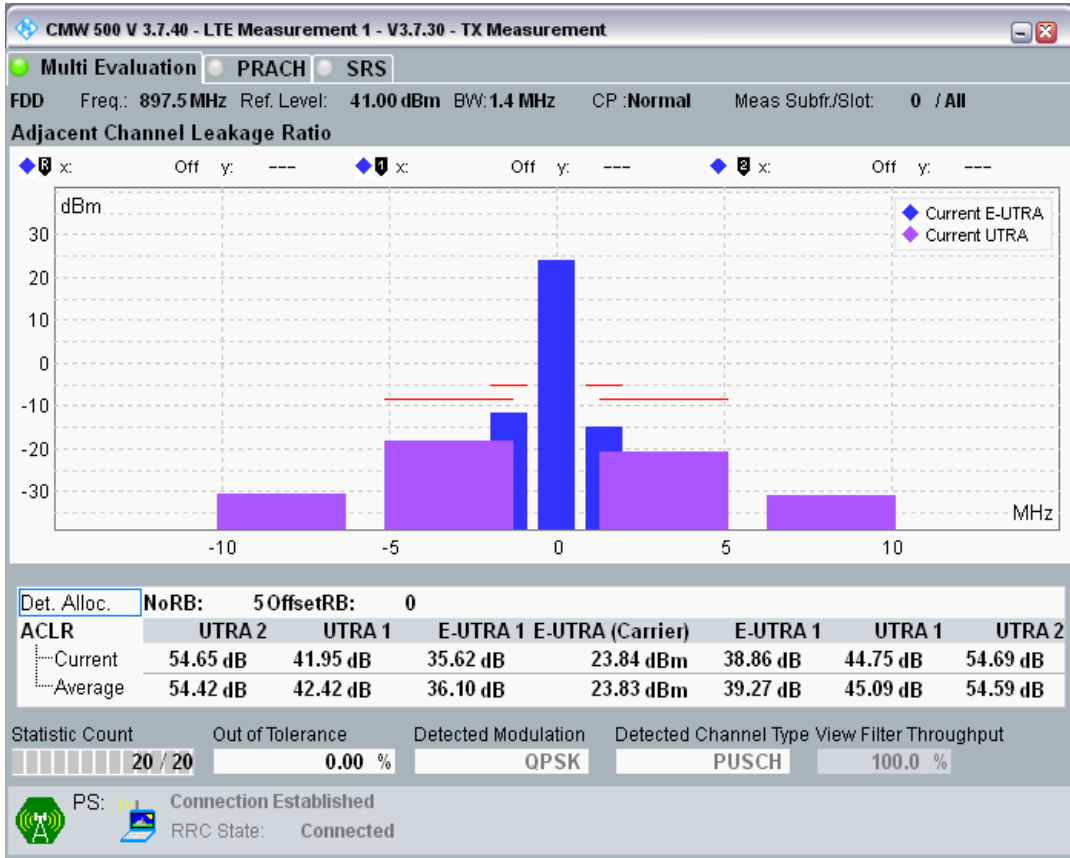 CMW 500 V 3.7.40 - LTE Measurement 1 - V3.7.30 - TX Measurement
Multi Evaluation PRACH SRS
FDD Freq.: 897.5 MHz Ref. Level: 41.00 dBm BW: 1.4 MHz CP :Normal Meas Subfr./Slot: 0 / All
Adjacent Channel Leakage Ratio
R x: Off y: --- 1 x: Off y: --- 2 x: Off y: ---
dBm
Current E-UTRA
Current UTRA
30
20
10
0
-10
-20
-30
MHz
-10 -5 0 5 10
Det. Alloc. NoRB: 5 OffsetRB: 0
ACLR UTRA 2 UTRA 1 E-UTRA 1 E-UTRA (Carrier) E-UTRA 1 UTRA 1 UTRA 2
Current 54.65 dB 41.95 dB 35.62 dB 23.84 dBm 38.86 dB 44.75 dB 54.69 dB
Average 54.42 dB 42.42 dB 36.10 dB 23.83 dBm 39.27 dB 45.09 dB 54.59 dB
Statistic Count Out of Tolerance Detected Modulation Detected Channel Type View Filter Throughput
20 / 20 0.00 % QPSK PUSCH 100.0 %
PS: Connection Established
RRC State: Connected